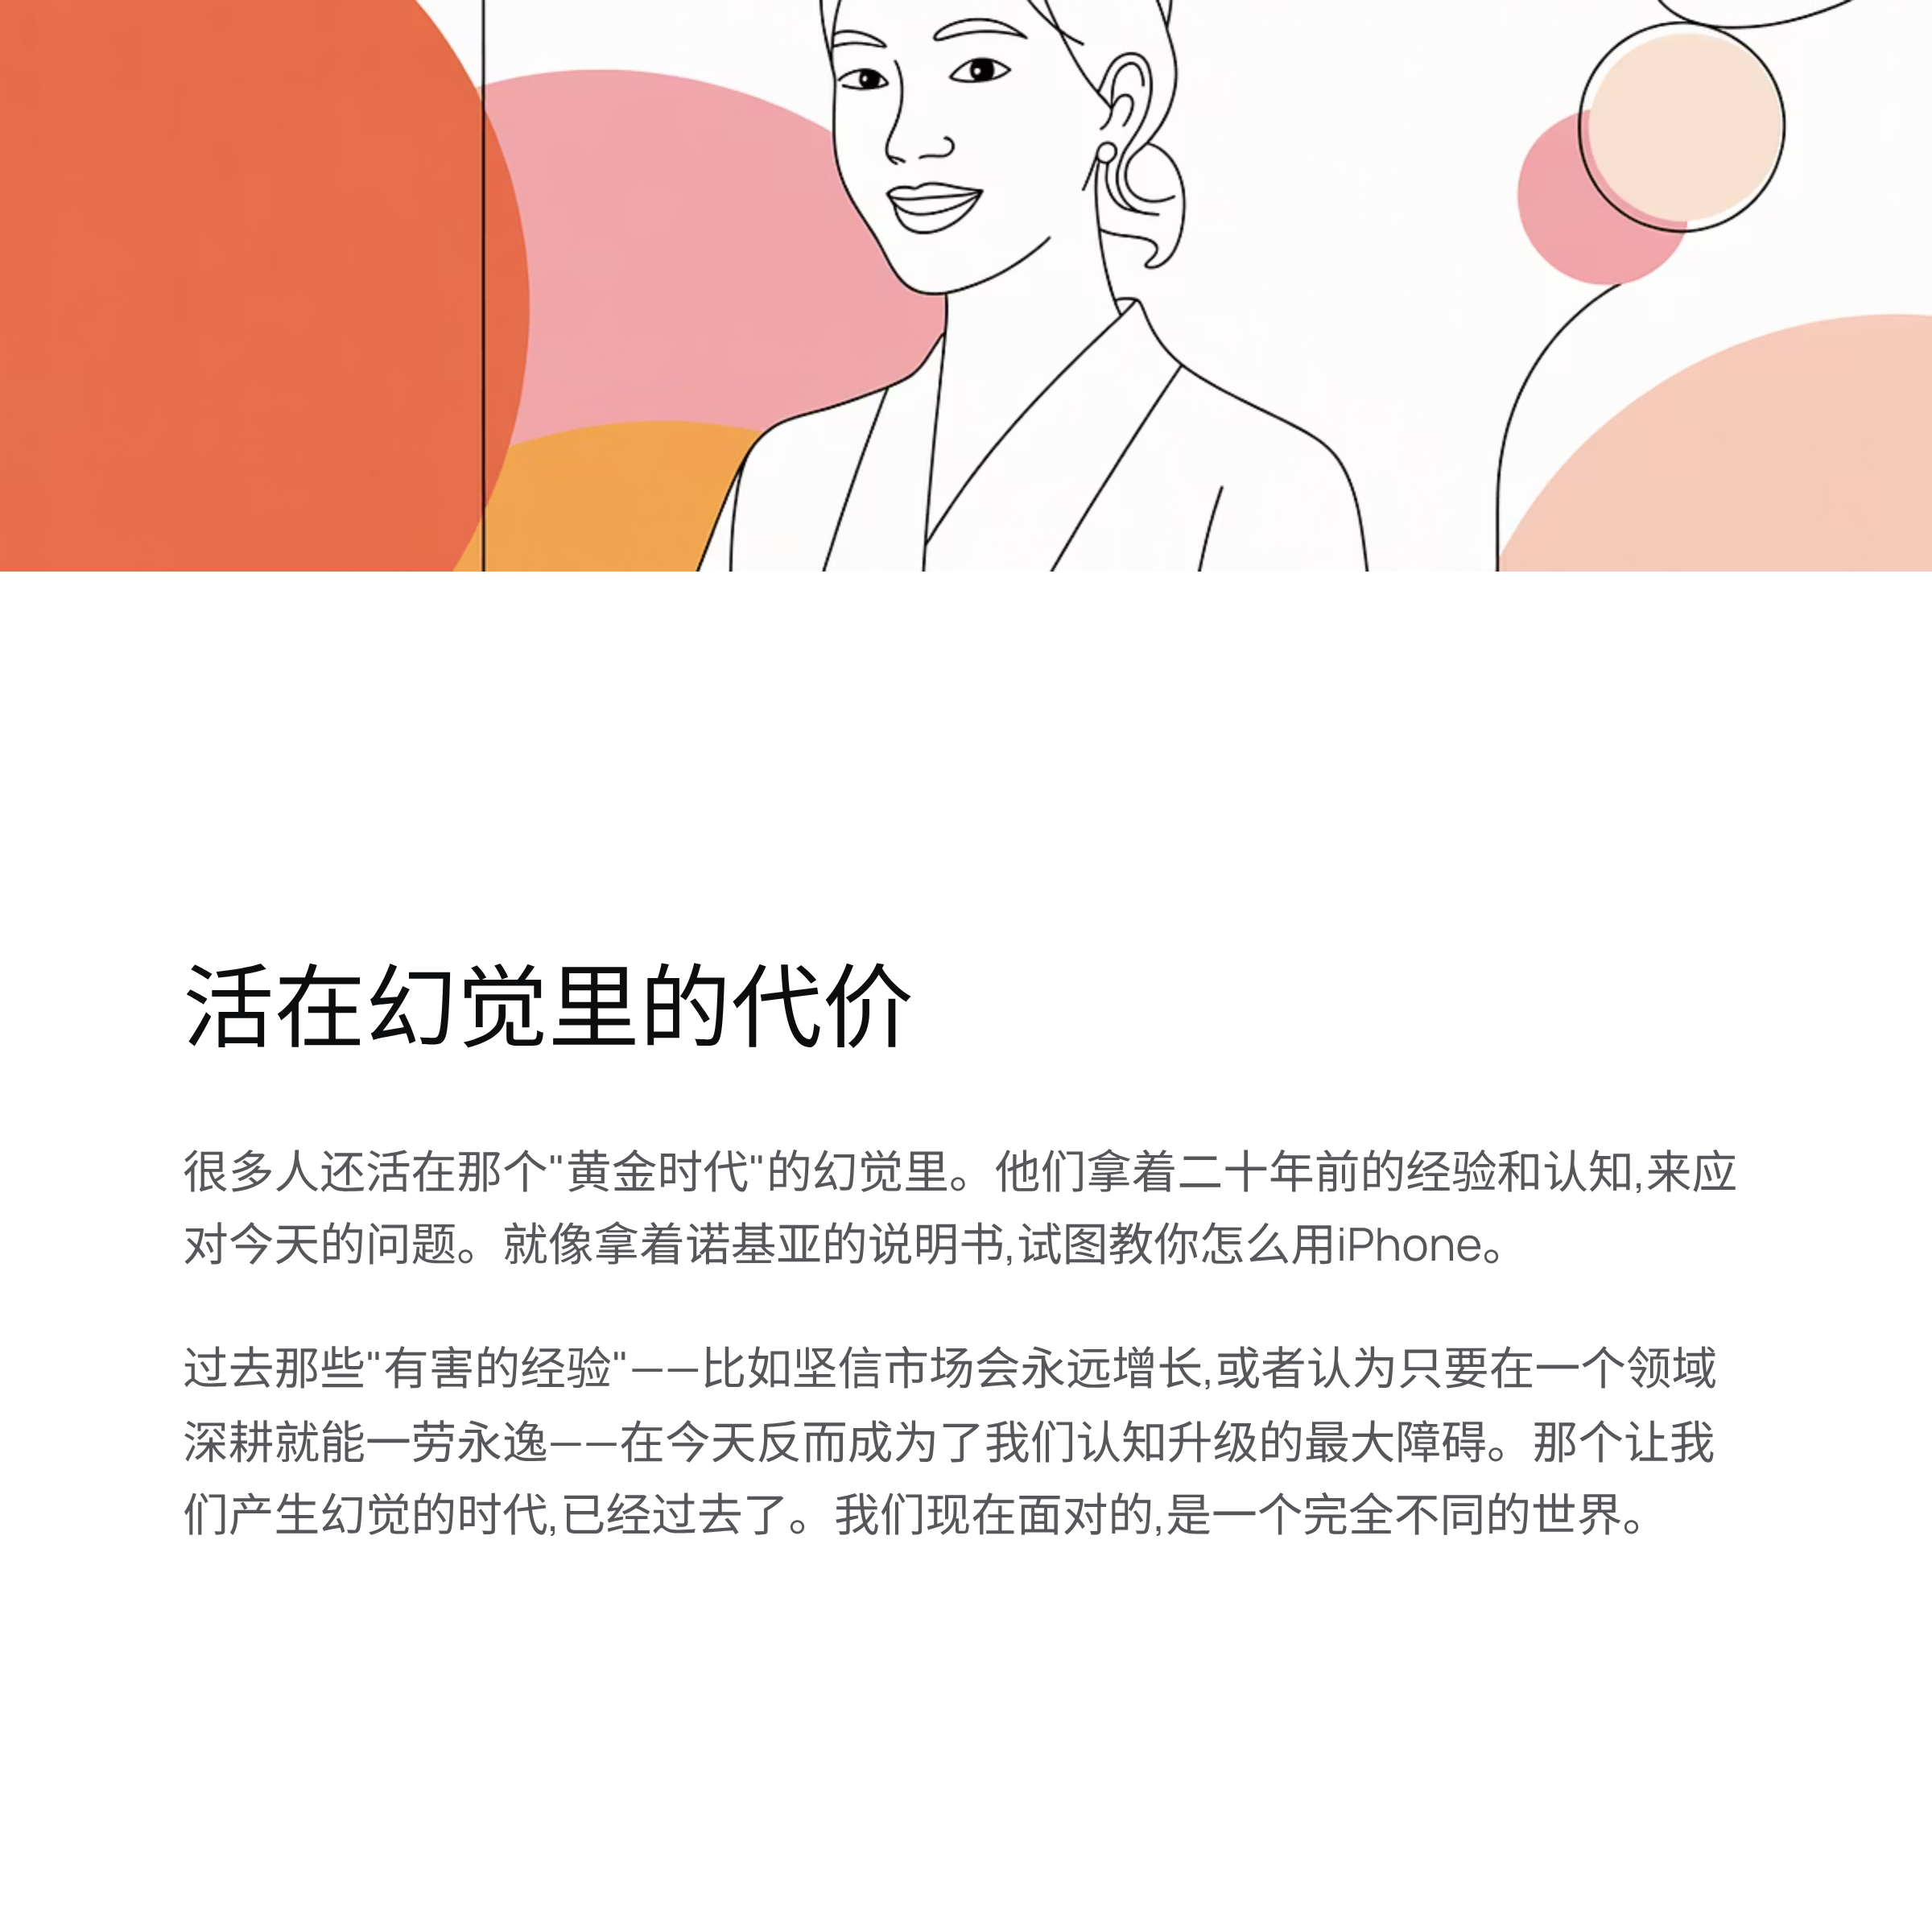 活在幻觉里的代价
很多人还活在那个"黄金时代"的幻觉里。他们拿着二十年前的经验和认知,来应
对今天的问题。就像拿着诺基亚的说明书,试图教你怎么用iPhone。
过去那些"有害的经验"——比如坚信市场会永远增长,或者认为只要在一个领域
深耕就能一劳永逸——在今天反而成为了我们认知升级的最大障碍。那个让我
们产生幻觉的时代,已经过去了。我们现在面对的,是一个完全不同的世界。